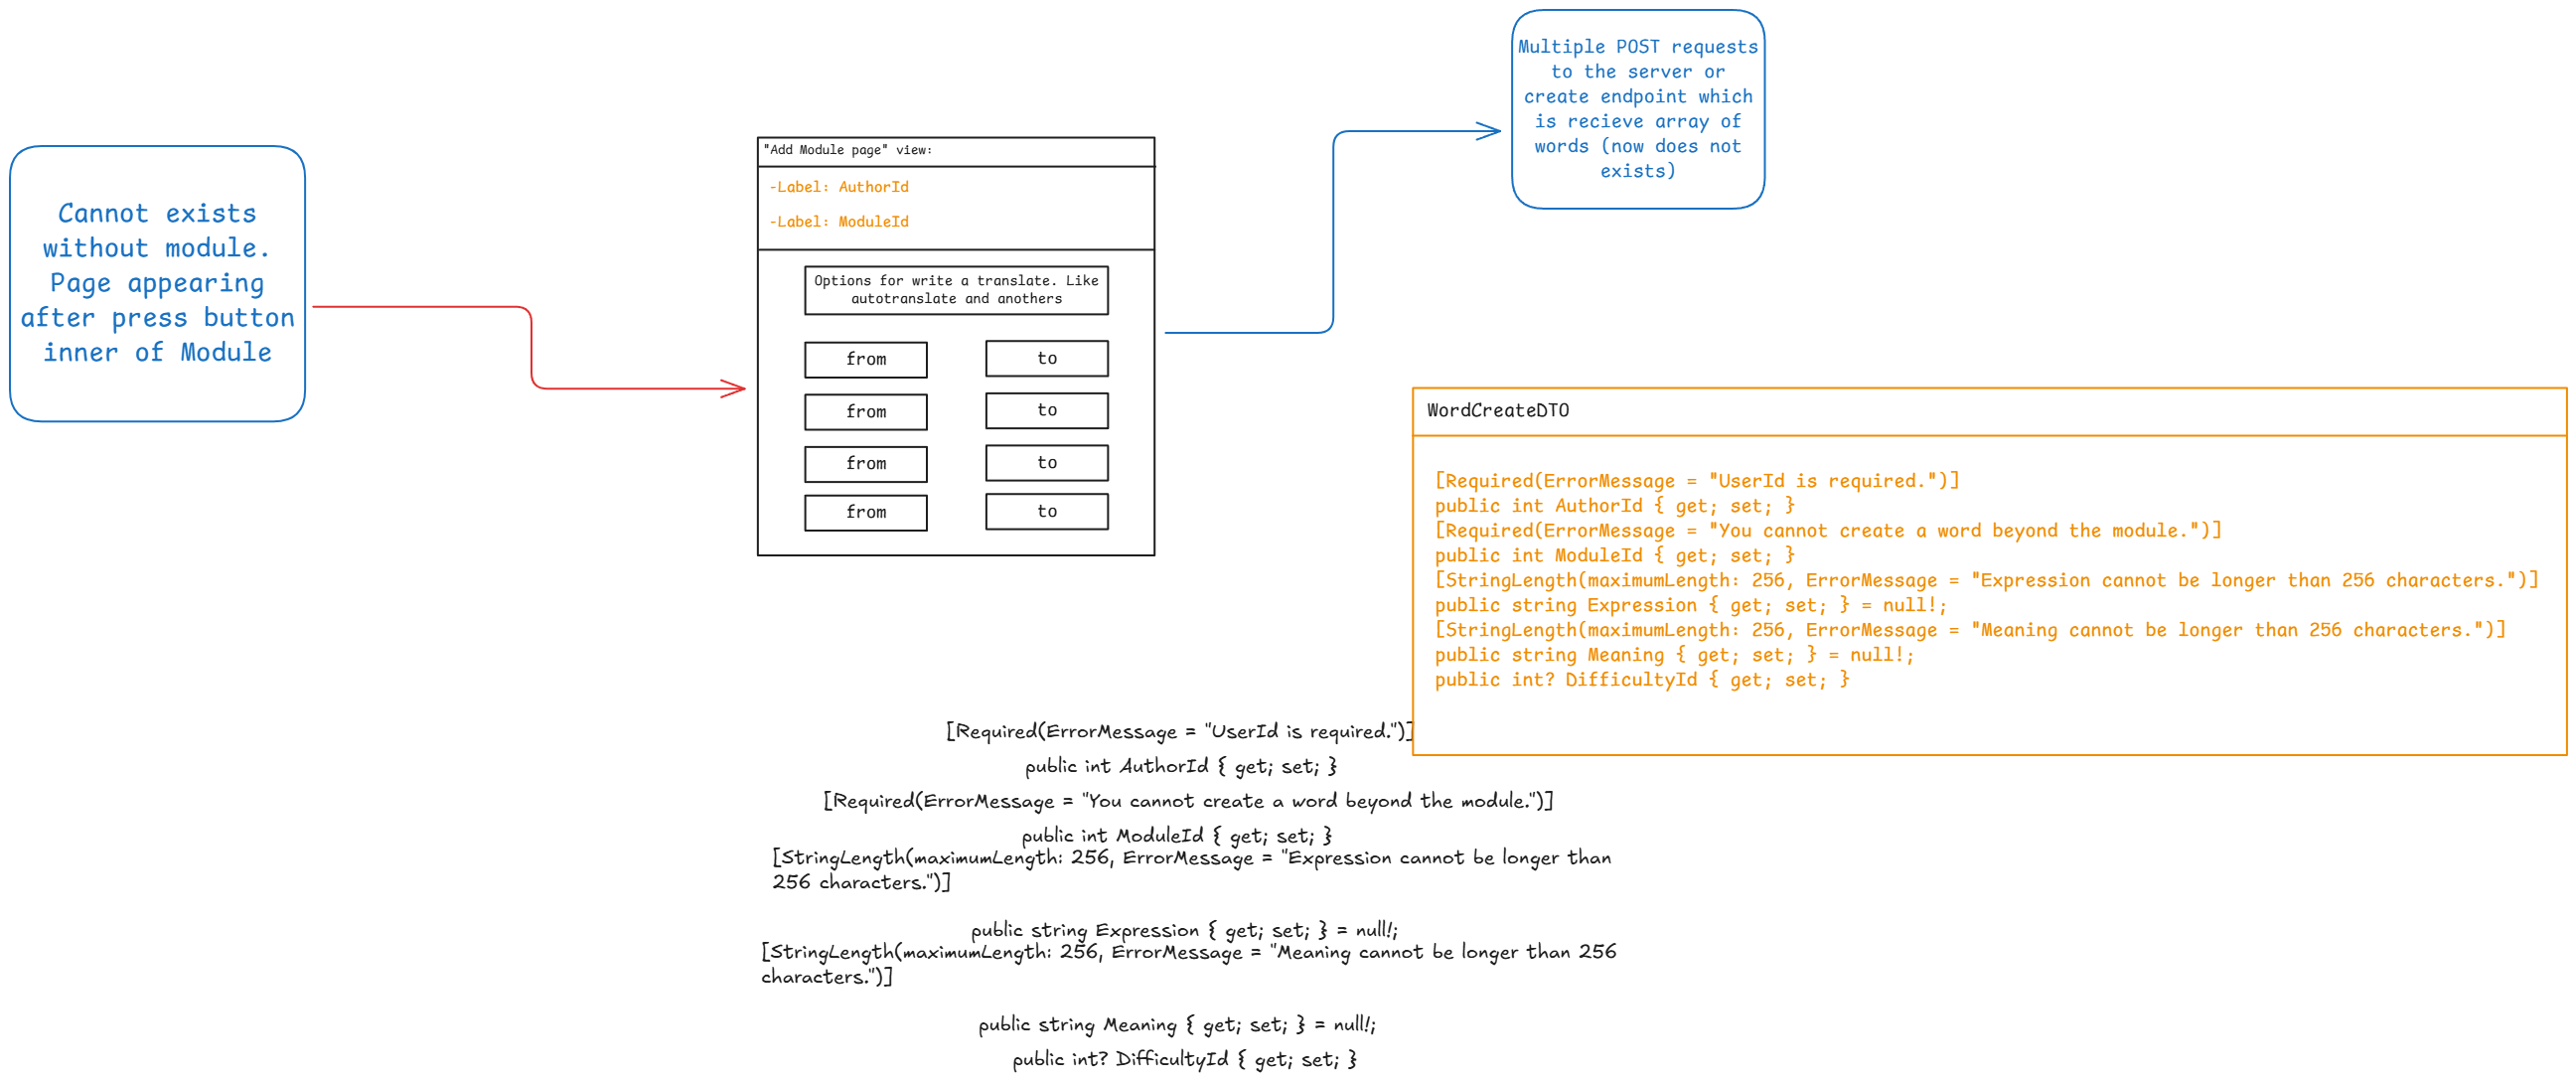 Multiple POST requests
to the server or
create endpoint which
is recieve array of
words (now does not
exists)
Cannot exists
without module.
Page appearing
after press button
inner of Module
"Add Module page" view:
-Label: AuthorId
-Label: ModuleId
Options for write a translate. Like
autotranslate and anothers
from to
from to
from to
from to
WordCreateDTO
[Required(ErrorMessage = "UserId is required.")]
public int AuthorId { get; set; }
[Required(ErrorMessage = "You cannot create a word beyond the module.")]
public int ModuleId { get; set; }
[StringLength(maximumLength: 256, ErrorMessage = "Expression cannot be longer than 256 characters.")]
public string Expression { get; set; } = null!;
[StringLength(maximumLength: 256, ErrorMessage = "Meaning cannot be longer than 256 characters.")]
public string Meaning { get; set; } = null!;
public int? DifficultyId { get; set; }
[Required(ErrorMessage = "UserId is required.")]
public int AuthorId { get; set; }
[Required(ErrorMessage = "You cannot create a word beyond the module.")]
public int ModuleId { get; set; }
[StringLength(maximumLength: 256, ErrorMessage = "Expression cannot be longer than
256 characters.")]
public string Expression { get; set; } = null!;
[StringLength(maximumLength: 256, ErrorMessage = "Meaning cannot be longer than 256
characters.")]
public string Meaning { get; set; } = null!;
public int? DifficultyId { get; set; }